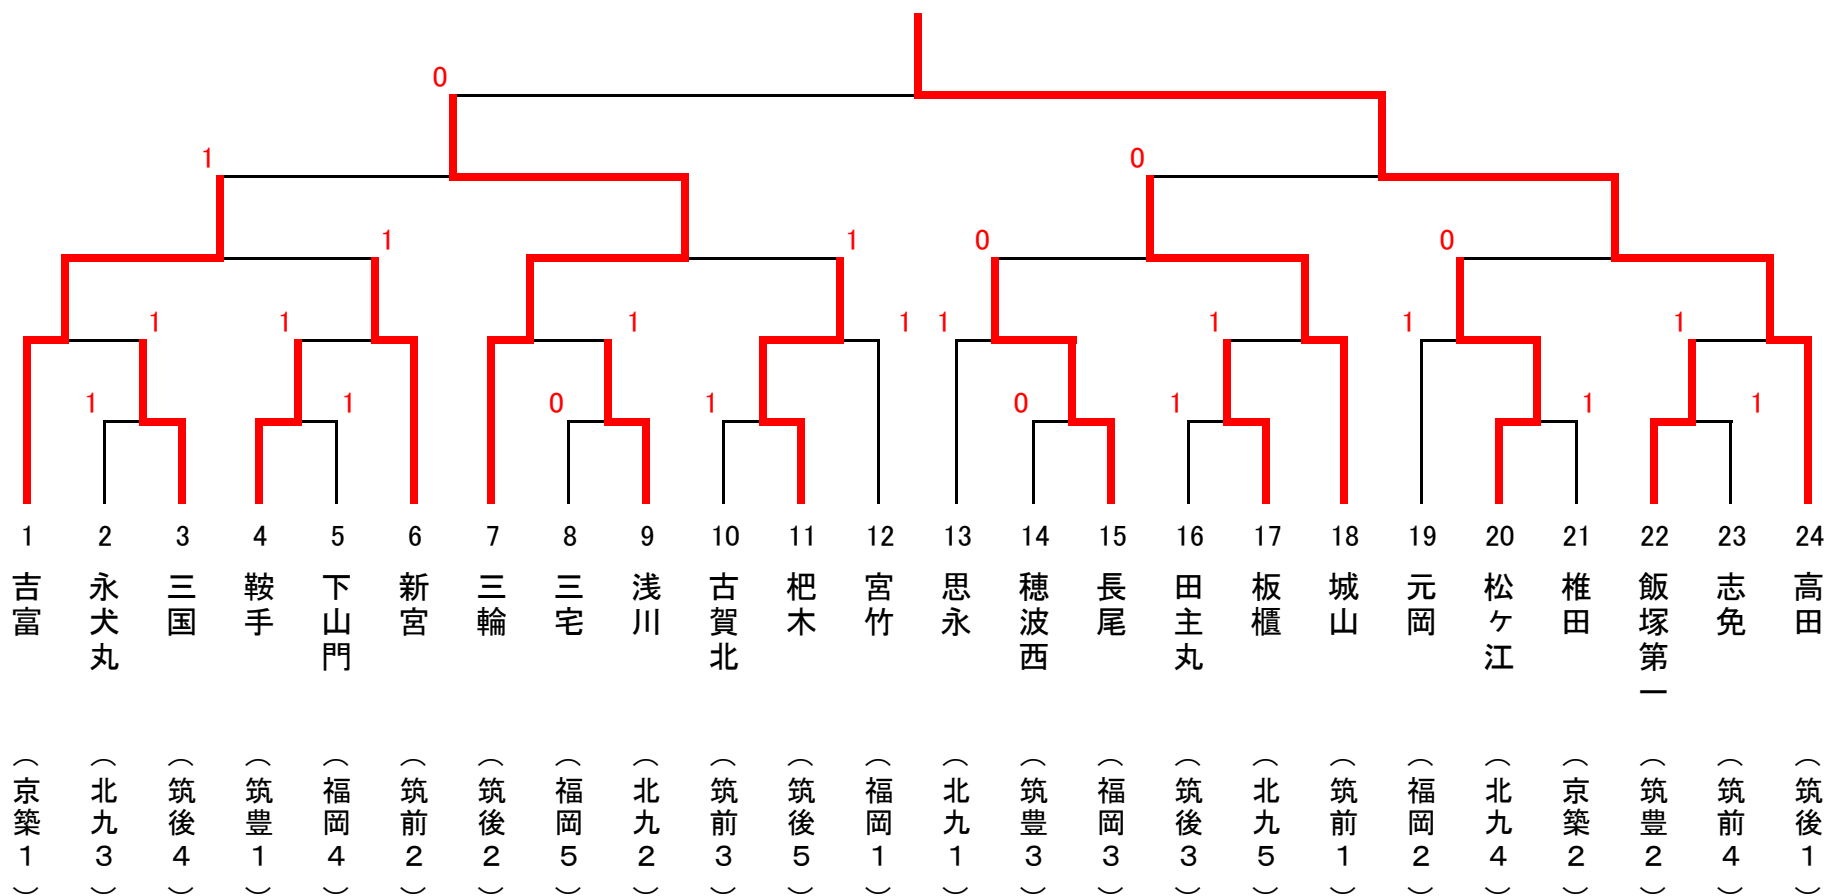 0
1
0
1
1
0
0
1
1
1
1
1
1
1
1
1
1
0
1
0
1
1
1
1 2 3 4 5 6 7 8 9 10 11 12 13 14 15 16 17 18 19 20 21 22 23 24
吉富
永犬丸
三国
鞍手
下山門
新宮
三輪
三宅
浅川
古賀北
杷木
宮竹
思永
穂波西
長尾
田主丸
板櫃
城山
元岡
松ヶ江
椎田
飯塚第一
志免
高田
（京築１）
（北九３）
（筑後４）
（筑豊１）
（福岡４）
（筑前２）
（筑後２）
（福岡５）
（北九２）
（筑前３）
（筑後５）
（福岡１）
（北九１）
（筑豊３）
（福岡３）
（筑後３）
（北九５）
（筑前１）
（福岡２）
（北九４）
（京築２）
（筑豊２）
（筑前４）
（筑後１）